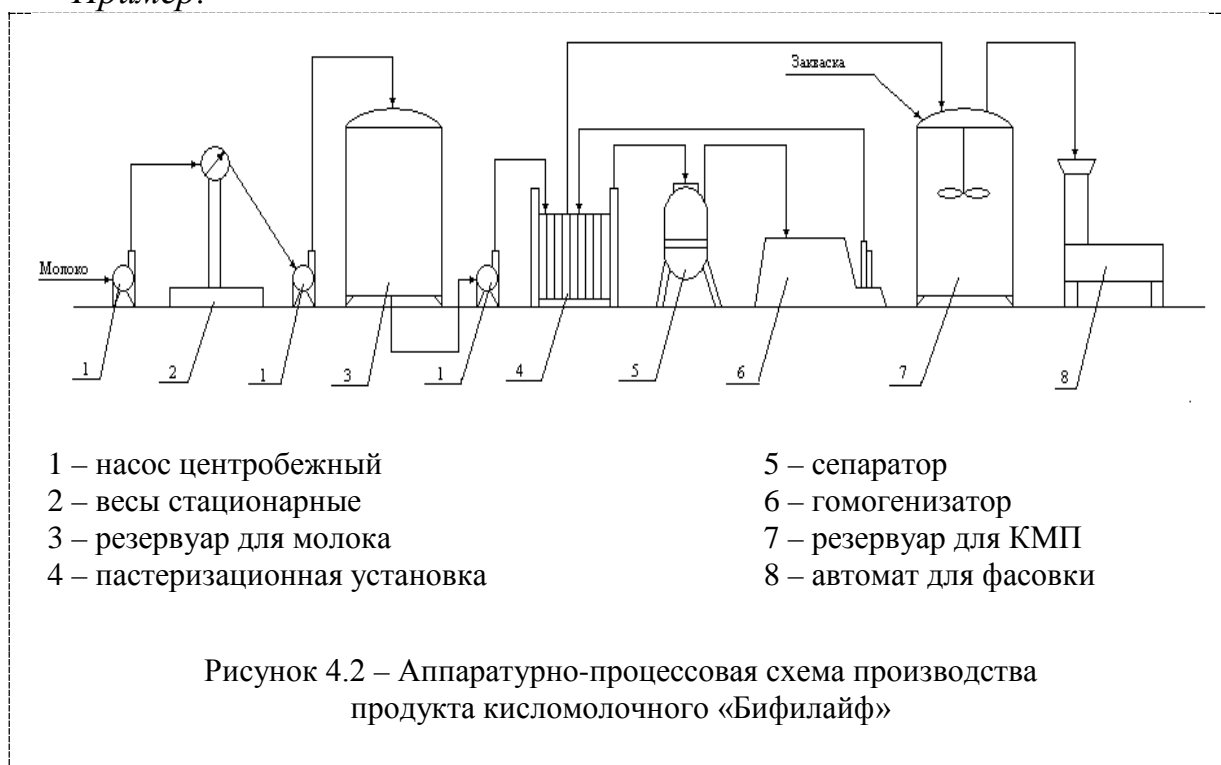 Пример:
Закваска
Молоко
1
2
1
3
1
4
5
6
7
8
1 – насос центробежный
2 – весы стационарные
3 – резервуар для молока
4 – пастеризационная установка
5 – сепаратор
6 – гомогенизатор
7 – резервуар для КМП
8 – автомат для фасовки
Рисунок 4.2 – Аппаратурно-процессовая схема производства
продукта кисломолочного «Бифилайф»